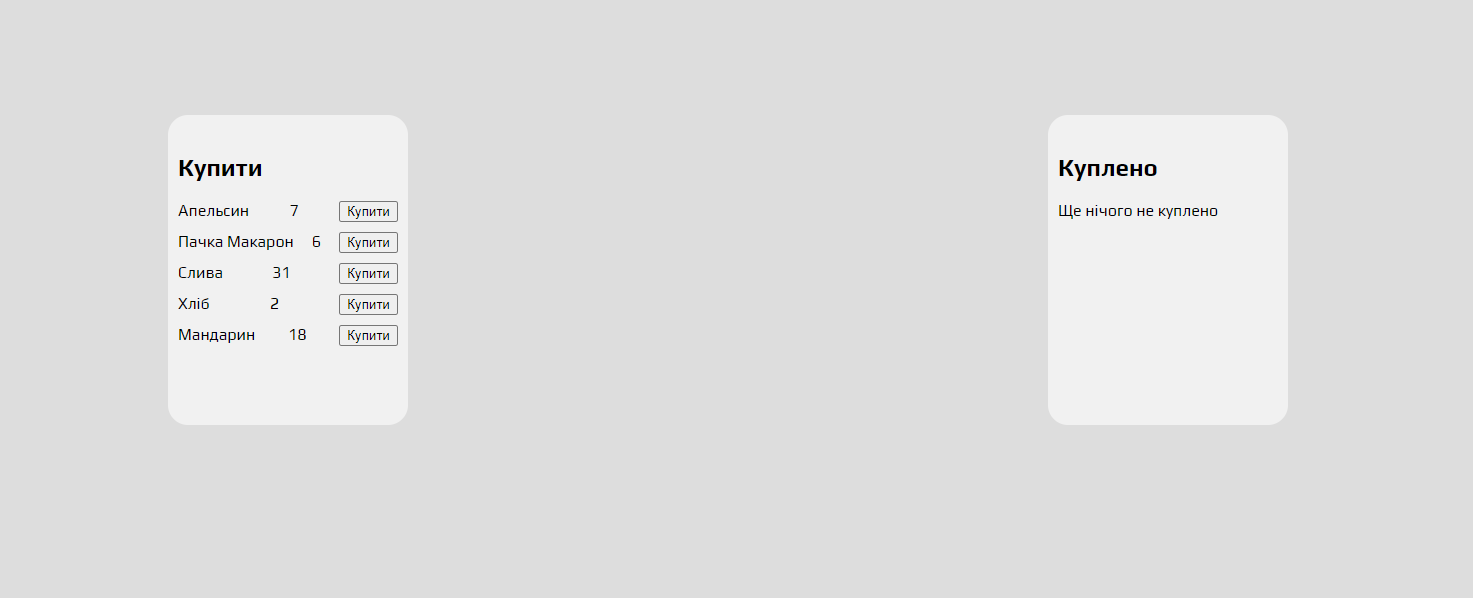 Купити
Апельсин 7 Купити
Пачка Макарон 6 Купити
Слива 31 Купити
Хліб 2 Купити
Мандарин 18 Купити
Куплено
Ще нічого не куплено